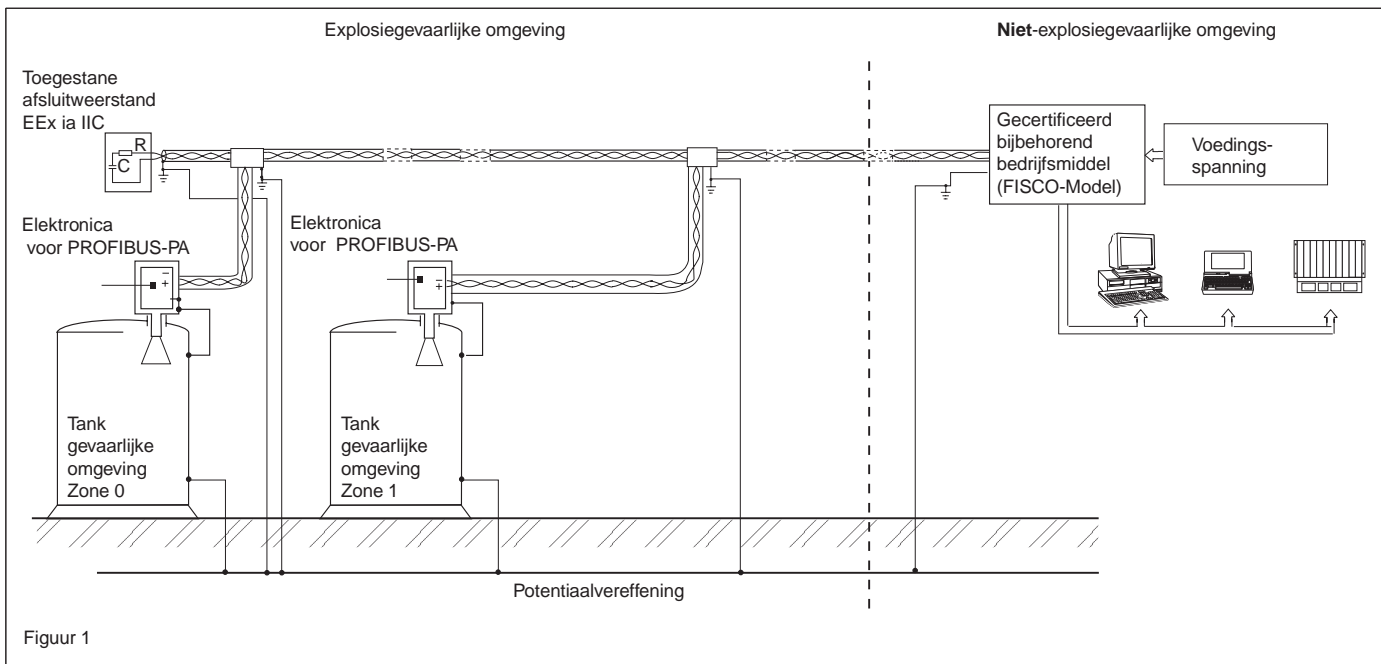 Explosiegevaarlijke omgeving
Niet-explosiegevaarlijke omgeving
Toegestane
afsluitweerstand
EEx ia IIC
R
C
Gecertificeerd
bijbehorend
bedrijfsmiddel
(FISCO-Model)
Voedings-
spanning
Elektronica
voor PROFIBUS-PA
Elektronica
voor PROFIBUS-PA
–
+
–
+
Tank
gevaarlijke
omgeving
Zone 0
Tank
gevaarlijke
omgeving
Zone 1
Potentiaalvereffening
Figuur 1